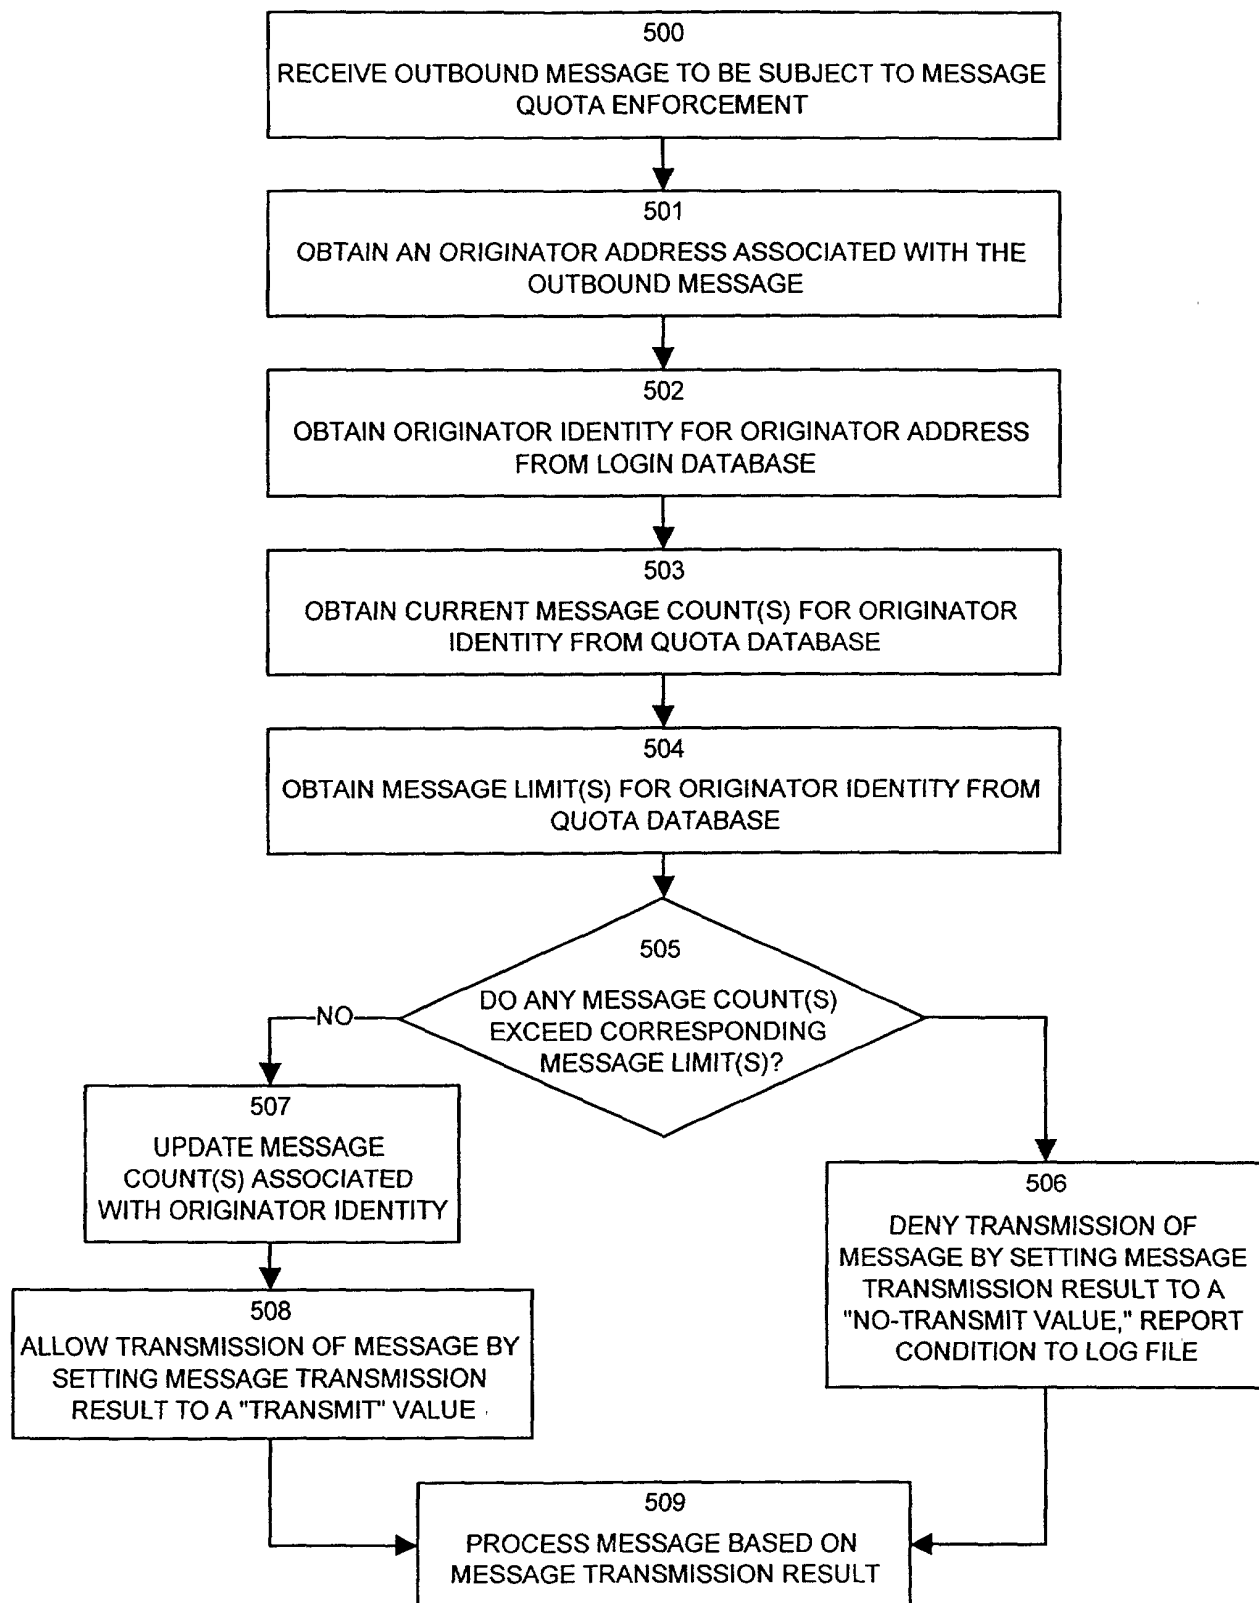 500
RECEIVE OUTBOUND MESSAGE TO BE SUBJECT TO MESSAGE
QUOTA ENFORCEMENT
501
OBTAIN AN ORIGINATOR ADDRESS ASSOCIATED WITH THE
OUTBOUND MESSAGE
502
OBTAIN ORIGINATOR IDENTITY FOR ORIGINATOR ADDRESS
FROM LOGIN DATABASE
503
OBTAIN CURRENT MESSAGE COUNT(S) FOR ORIGINATOR
IDENTITY FROM QUOTA DATABASE
504
OBTAIN MESSAGE LIMIT(S) FOR ORIGINATOR IDENTITY FROM
QUOTA DATABASE
505
DO ANY MESSAGE COUNT(S)
EXCEED CORRESPONDING
MESSAGE LIMIT(S)?
NO
507
UPDATE MESSAGE
COUNT(S) ASSOCIATED
WITH ORIGINATOR IDENTITY
506
DENY TRANSMISSION OF
MESSAGE BY SETTING MESSAGE
TRANSMISSION RESULT TO A
"NO-TRANSMIT VALUE," REPORT
CONDITION TO LOG FILE
508
ALLOW TRANSMISSION OF MESSAGE BY
SETTING MESSAGE TRANSMISSION
RESULT TO A "TRANSMIT" VALUE
509
PROCESS MESSAGE BASED ON
MESSAGE TRANSMISSION RESULT